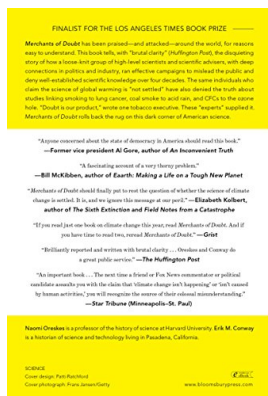 FINALIST FOR THE LOS ANGELES TIMES BOOK PRIZE
Merchants of Doubt has been praised—and attacked—around the world, for reasons
easy to understand. This book tells, with "brutal clarity" (Huffington Post), the disquieting
story of how a loose-knit group of high-level scientists and scientific advisers, with deep
connections in politics and industry, ran effective campaigns to mislead the public and
deny well-established scientific knowledge over four decades. The same individuals who
claim the science of global warming is "not settled" have also denied the truth about
studies linking smoking to lung cancer, coal smoke to acid rain, and CFCs to the ozone
hole. "Doubt is our product," wrote one tobacco executive. These "experts" supplied it.
Merchants of Doubt rolls back the rug on this dark corner of American science.
"Anyone concerned about the state of democracy in America should read this book."
—Former vice president Al Gore, author of An Inconvenient Truth
"A fascinating account of a very thorny problem."
—Bill McKibben, author of Earth: Making a Life on a Tough New Planet
"Merchants of Doubt should finally put to rest the question of whether the science of climate
change is settled. It is, and we ignore this message at our peril." —Elizabeth Kolbert,
author of The Sixth Extinction and Field Notes from a Catastrophe
"If you read just one book on climate change this year, read Merchants of Doubt. And if
you have time to read two, reread Merchants of Doubt." —Grist
"Brilliantly reported and written with brutal clarity . . . Oreskes and Conway do
a great public service." —The Huffington Post
"An important book . . . The next time a friend or Fox News commentator or political
candidate assaults you with the claim that 'climate change isn't happening' or 'isn't caused
by human activities,' you will recognize the source of their colossal misunderstanding."
—Star Tribune (Minneapolis–St. Paul)
Naomi Oreskes is a professor of the history of science at Harvard University. Erik M. Conway
is a historian of science and technology living in Pasadena, California.
SCIENCE
Cover design: Patti Ratchford
Cover photograph: Frans Jansen/Getty
www.bloomsburypress.com